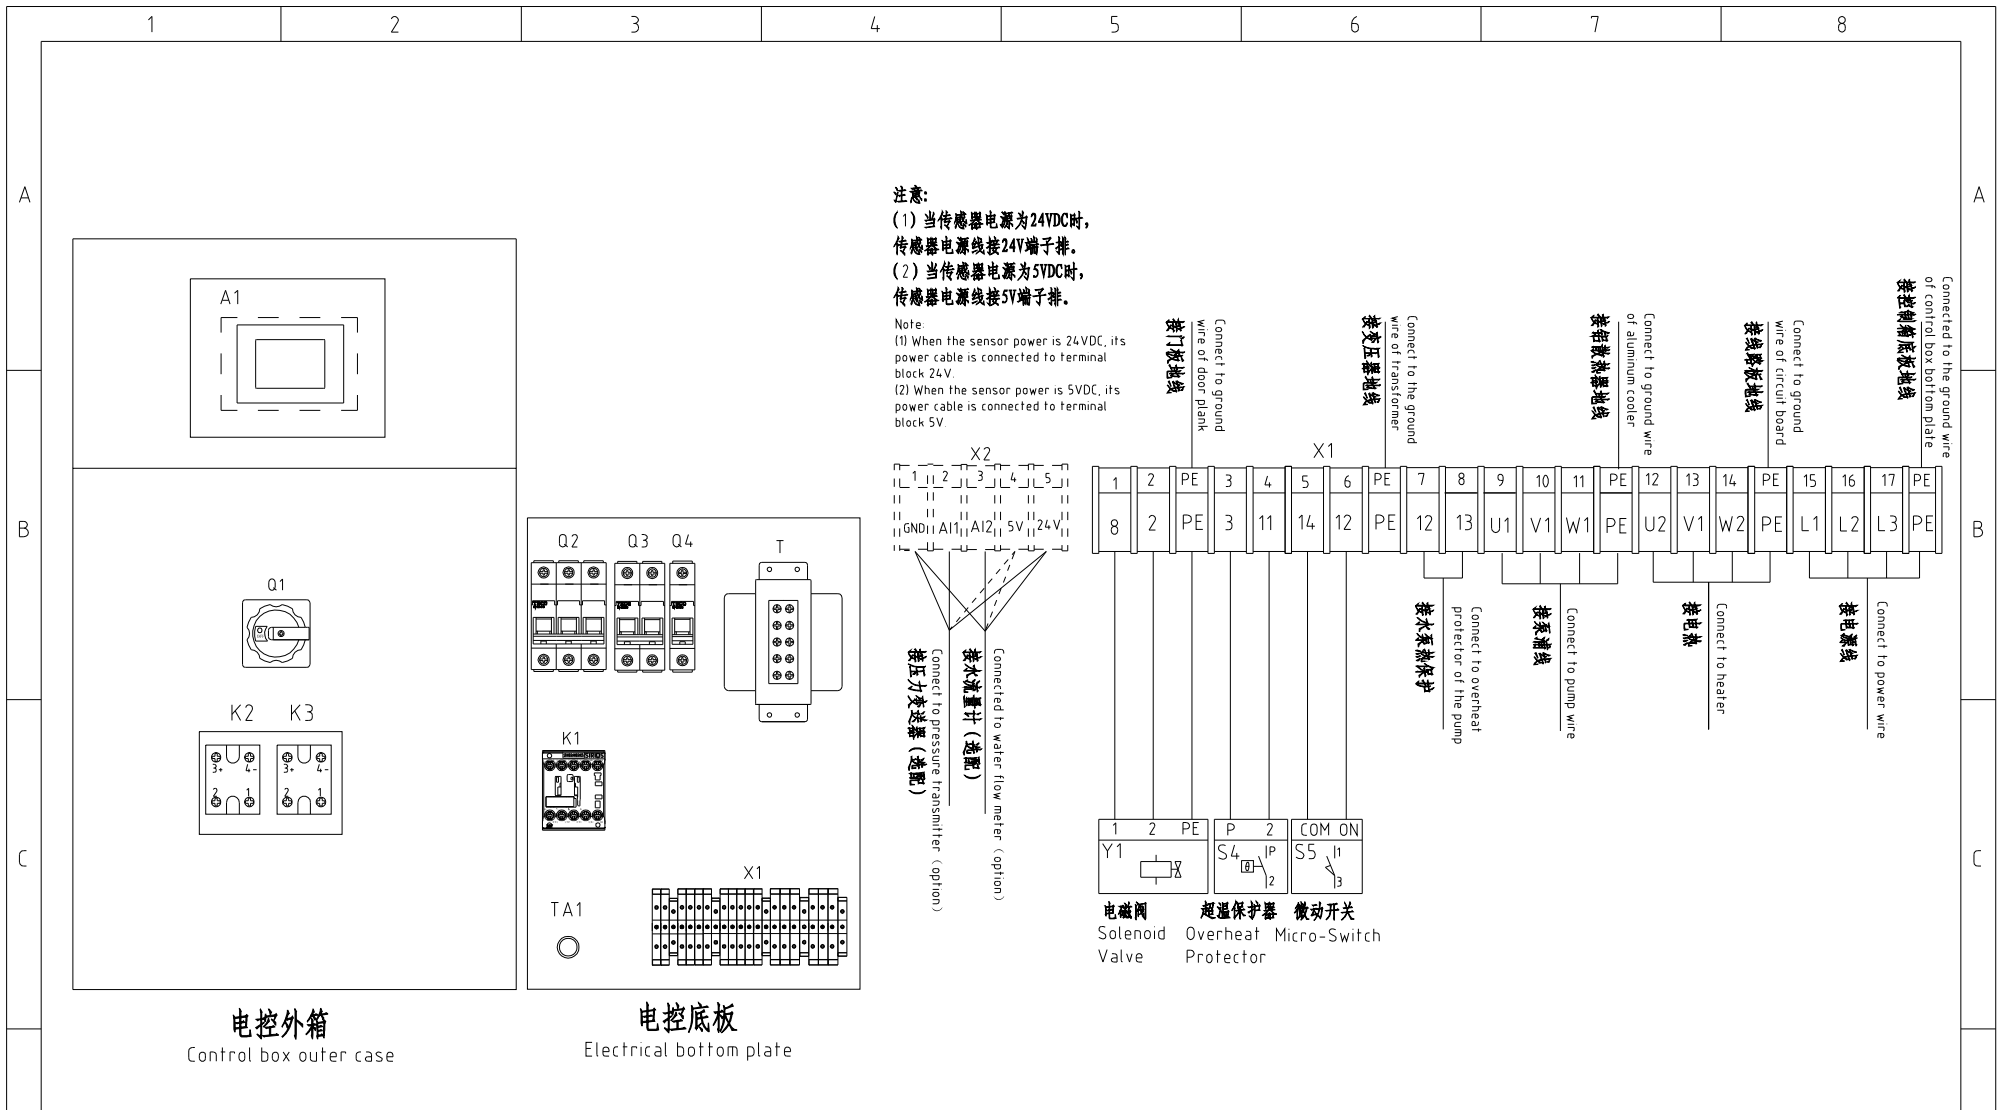 1 2 3 4 5 6 7 8
A
A
注意:
(1) 当传感器电源为24VDC时,
传感器电源线接24V端子排。
(2) 当传感器电源为5VDC时,
传感器电源线接5V端子排。
Note:
(1) When the sensor power is 24VDC, its
power cable is connected to terminal
block 24V.
(2) When the sensor power is 5VDC, its
power cable is connected to terminal
block 5V.
A1
接门板地线
Connect to ground
wire of door plank
接变压器地线
Connect to the ground
wire of transformer
接铝散热器地线
Connect to ground wire
of aluminum cooler
接线路板地线
Connect to ground
wire of circuit board
接控制箱底板地线
Connected to the ground wire
of control box bottom plate
X2
1 2 3 4 5
GND AI1 AI2 5V 24V
X1
1 2 PE 3 4 5 6 PE 7 8 9 10 11 PE 12 13 14 PE 15 16 17 PE
8 2 PE 3 11 14 12 PE 12 13 U1 V1 W1 PE U2 V1 W2 PE L1 L2 L3 PE
B
B
Q1
Q2 Q3 Q4 T
接压力变送器(选配)
Connect to pressure transmitter (option)
接水流量计(选配)
Connected to water flow meter (option)
接水泵热保护
Connect to overheat
protector of the pump
接泵浦线
Connect to pump wire
接电热
Connect to heater
接电源线
Connect to power wire
K2 K3
3+ 4- 3+ 4-
2 1 2 1
K1
C
C
TA1
X1
1 2 PE
Y1
P 2
S4 θ P
2
COM ON
S5 1
3
电磁阀
Solenoid
Valve
超温保护器
Overheat
Protector
微动开关
Micro-Switch
电控外箱
Control box outer case
电控底板
Electrical bottom plate